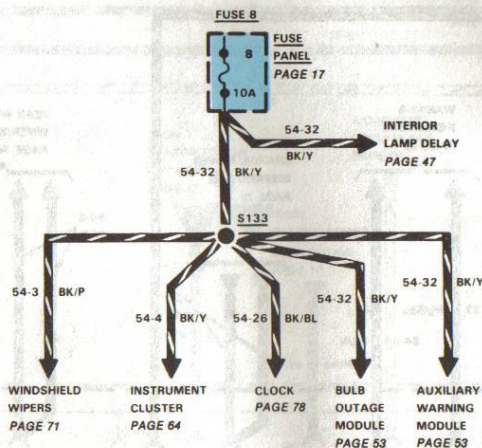 FUSE 8
8
10A
FUSE
PANEL
PAGE 17
54-32
BK/Y
INTERIOR
LAMP DELAY
PAGE 47
54-32 BK/Y
S133
54-3 BK/P
54-4 BK/Y
54-26 BK/BL
54-32 BK/Y
54-32 BK/Y
WINDSHIELD
WIPERS
PAGE 71
INSTRUMENT
CLUSTER
PAGE 64
CLOCK
PAGE 78
BULB
OUTAGE
MODULE
PAGE 53
AUXILIARY
WARNING
MODULE
PAGE 53